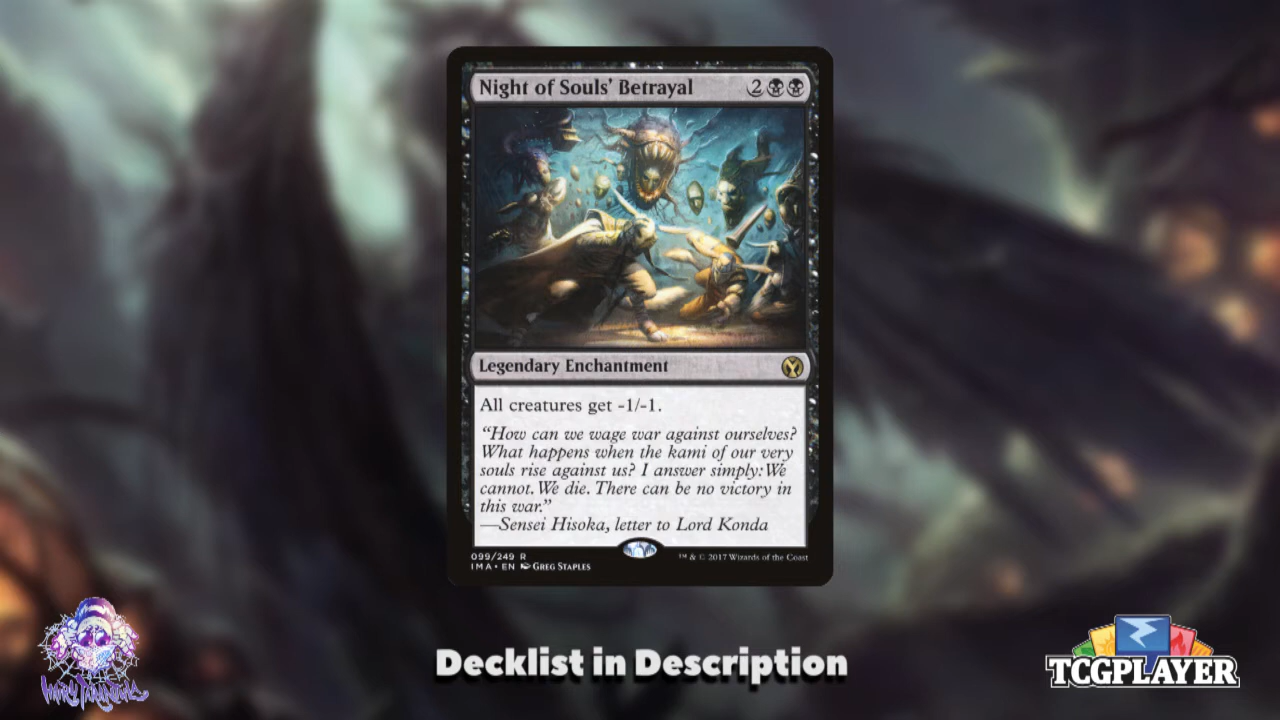 Night of Souls' Betrayal 2
Legendary Enchantment
All creatures get -1/-1.
“How can we wage war against ourselves?
What happens when the kami of our very
souls rise against us? I answer simply: We
cannot. We die. There can be no victory in
this war.”
—Sensei Hisoka, letter to Lord Konda
099/249 R
IMA • EN GREG STAPLES
™ & © 2017 Wizards of the Coast
Decklist in Description
TCGPLAYER